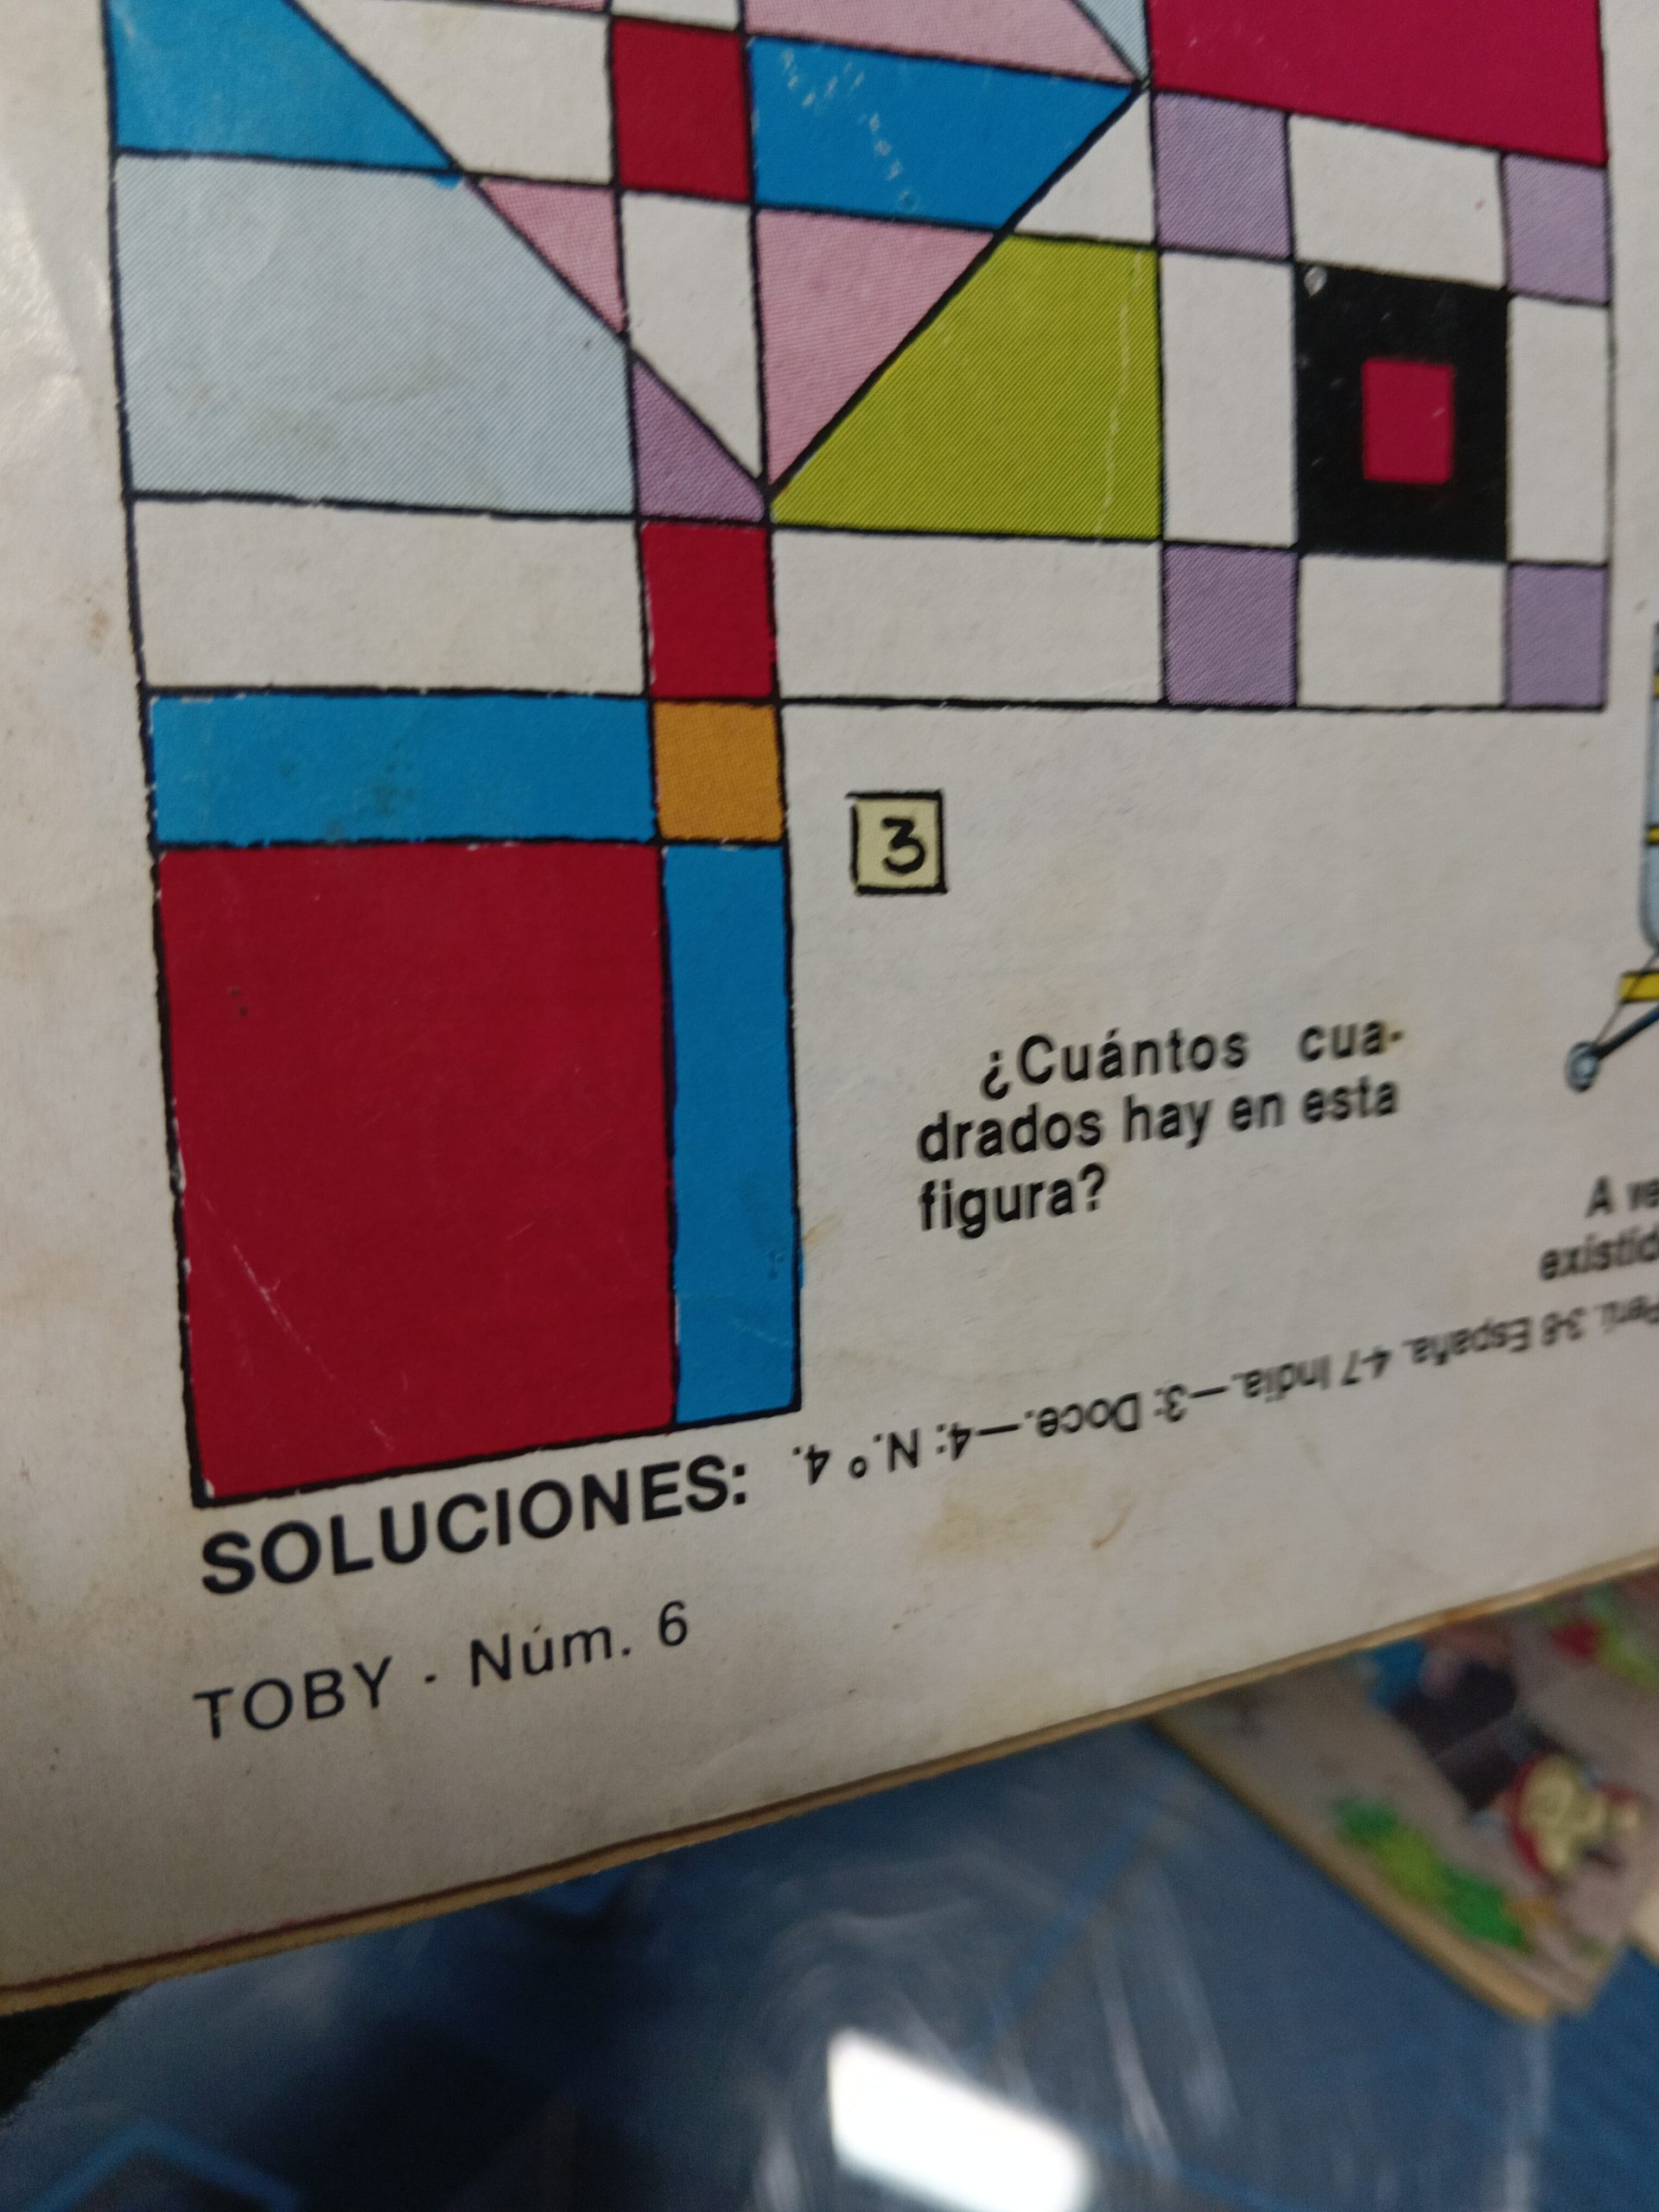 3
¿Cuántos cua-
drados hay en esta
figura?
A ve
existid
Perú. 3-8 España. 4-7 India.—3: Doce.—4: N.º 4.
SOLUCIONES:
TOBY - Núm. 6